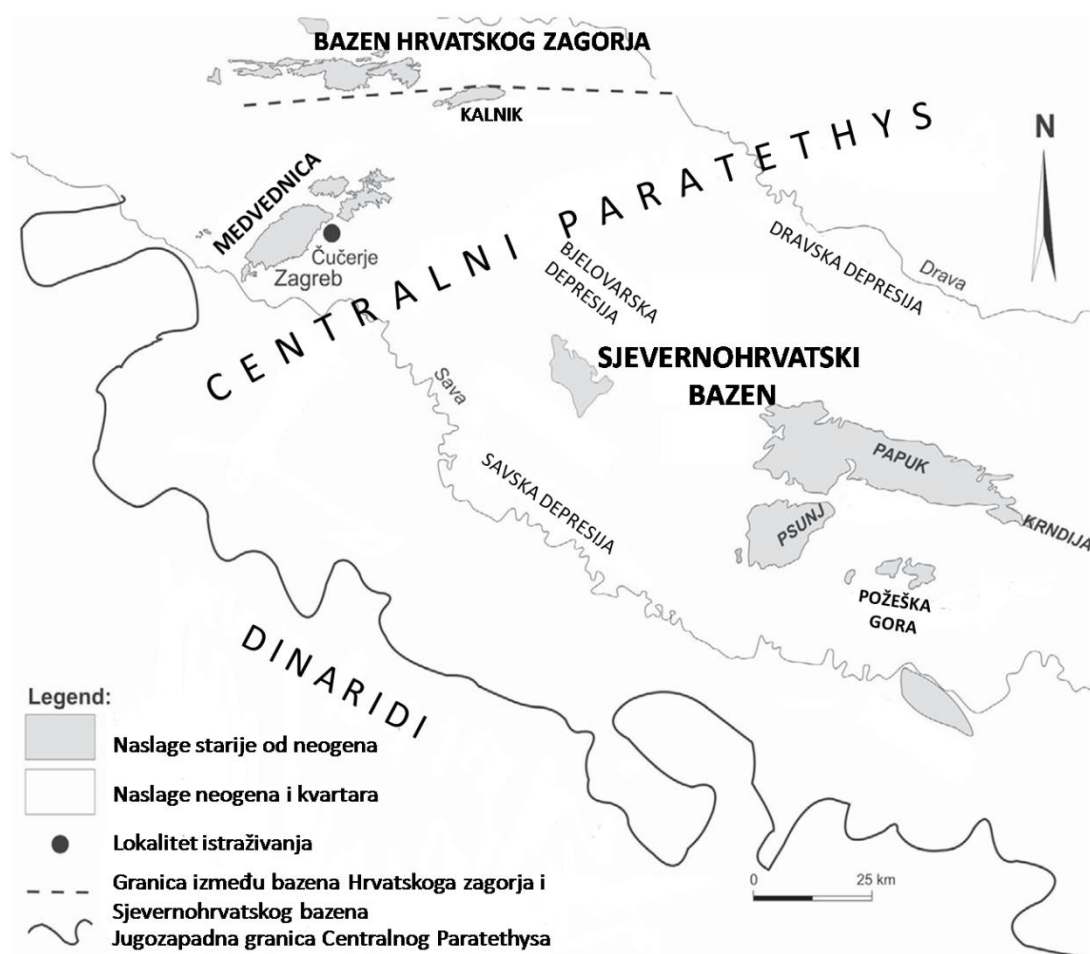 BAZEN HRVATSKOG ZAGORJA
KALNIK
N
MEDVEDNICA
Čučerje
Zagreb
CENTRALNI PARATETHYS
BJELOVARSKA
DEPRESIJA
DRAVSKA DEPRESIJA
Drava
SJEVERNOHRVATSKI
BAZEN
Sava
SAVSKA DEPRESIJA
PAPUK
PSUNJ
KRNDIJA
POŽEŠKA
GORA
DINARIDI
Legend:
Naslage starije od neogena
Naslage neogena i kvartara
Lokalitet istraživanja
Granica između bazena Hrvatskoga zagorja i
Sjevernohrvatskog bazena
Jugozapadna granica Centralnog Paratethysa
0 25 km